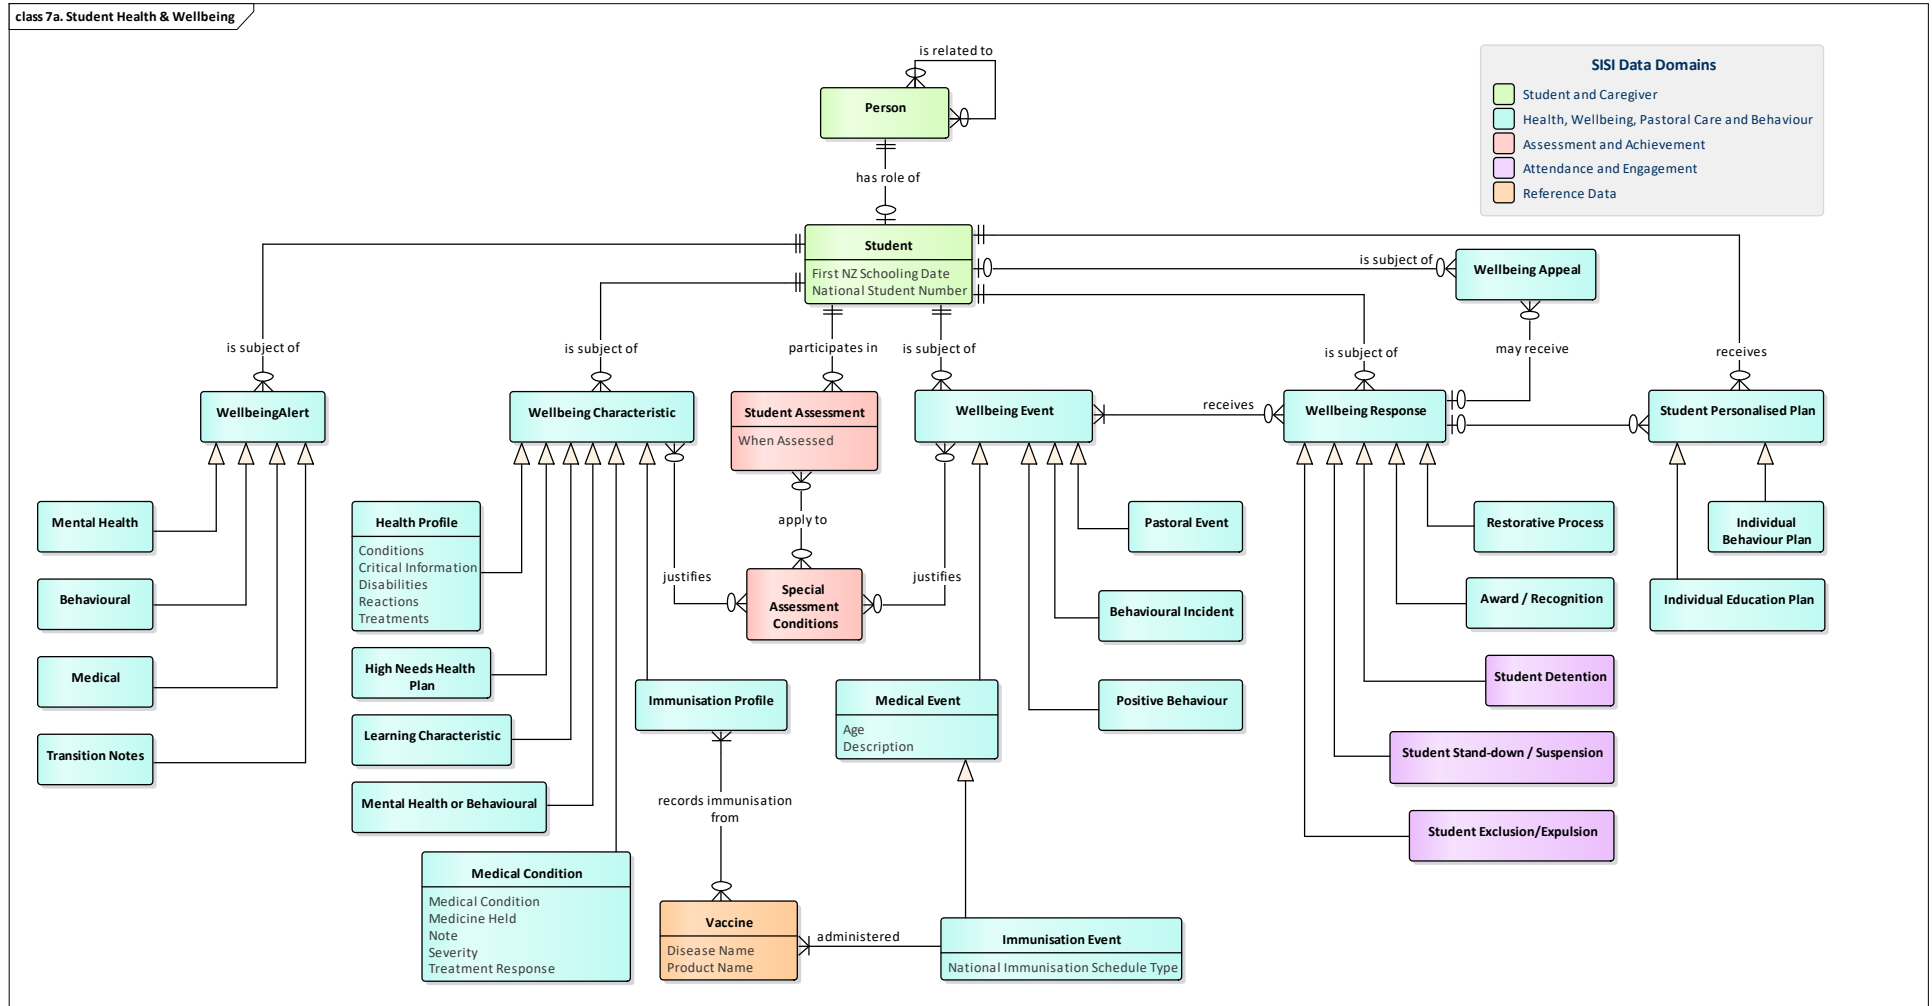 class 7a. Student Health & Wellbeing
is related to
Person
has role of
SISI Data Domains
Student and Caregiver
Health, Wellbeing, Pastoral Care and Behaviour
Assessment and Achievement
Attendance and Engagement
Reference Data
Student
First NZ Schooling Date
National Student Number
is subject of
Wellbeing Appeal
is subject of
is subject of
participates in
is subject of
is subject of
may receive
receives
WellbeingAlert
Wellbeing Characteristic
Student Assessment
When Assessed
Wellbeing Event
receives
Wellbeing Response
Student Personalised Plan
Mental Health
Behavioural
Medical
Transition Notes
Health Profile
Conditions
Critical Information
Disabilities
Reactions
Treatments
High Needs Health
Plan
Learning Characteristic
Mental Health or Behavioural
Medical Condition
Medical Condition
Medicine Held
Note
Severity
Treatment Response
apply to
justifies
justifies
Special
Assessment
Conditions
Immunisation Profile
records immunisation
from
Vaccine
Disease Name
Product Name
administered
Medical Event
Age
Description
Immunisation Event
National Immunisation Schedule Type
Pastoral Event
Behavioural Incident
Positive Behaviour
Restorative Process
Award / Recognition
Student Detention
Student Stand-down / Suspension
Student Exclusion/Expulsion
Individual
Behaviour Plan
Individual Education Plan